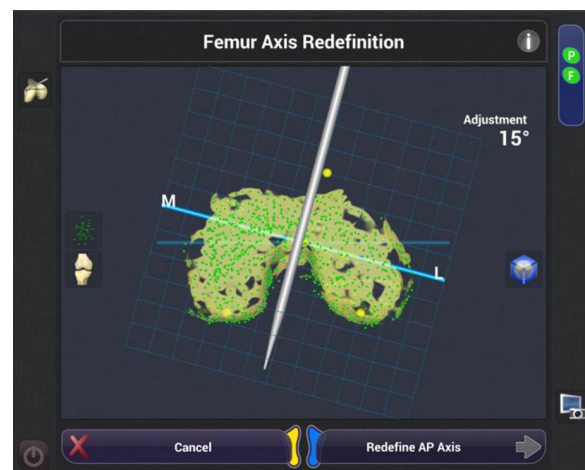 Femur Axis Redefinition
i
P
F
Adjustment
15°
M
L
Cancel
Redefine AP Axis